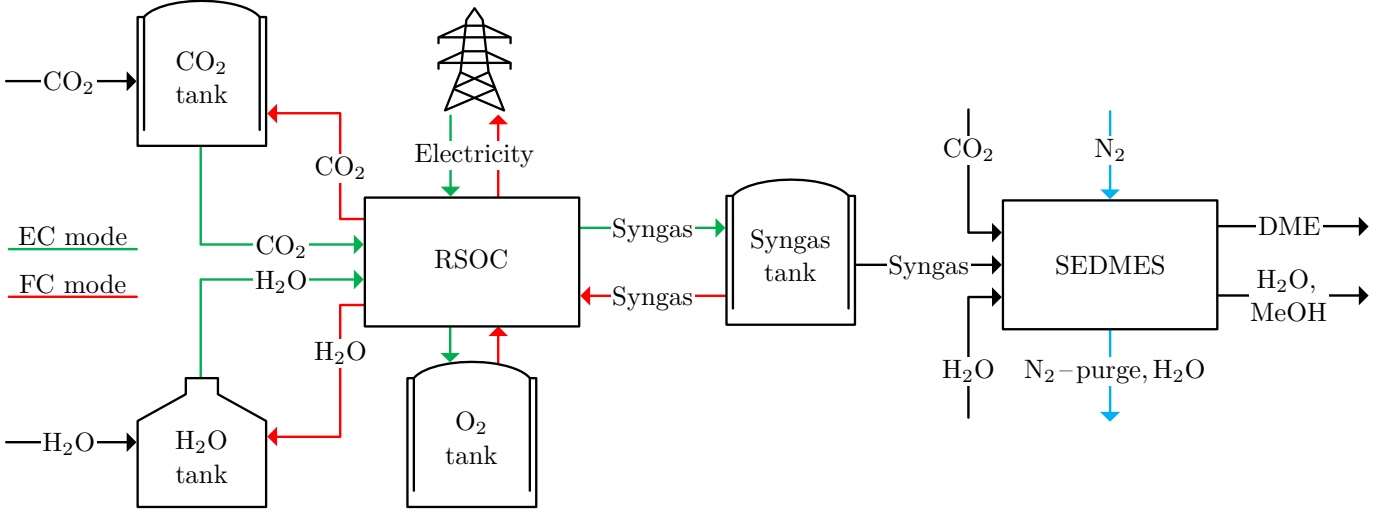 CO₂
CO₂
tank
CO₂
Electricity
CO₂
N₂
EC mode
CO₂
Syngas
Syngas
tank
DME
RSOC
Syngas
SEDMES
FC mode
H₂O
Syngas
H₂O,
MeOH
H₂O
H₂O
N₂–purge, H₂O
H₂O
H₂O
tank
O₂
tank